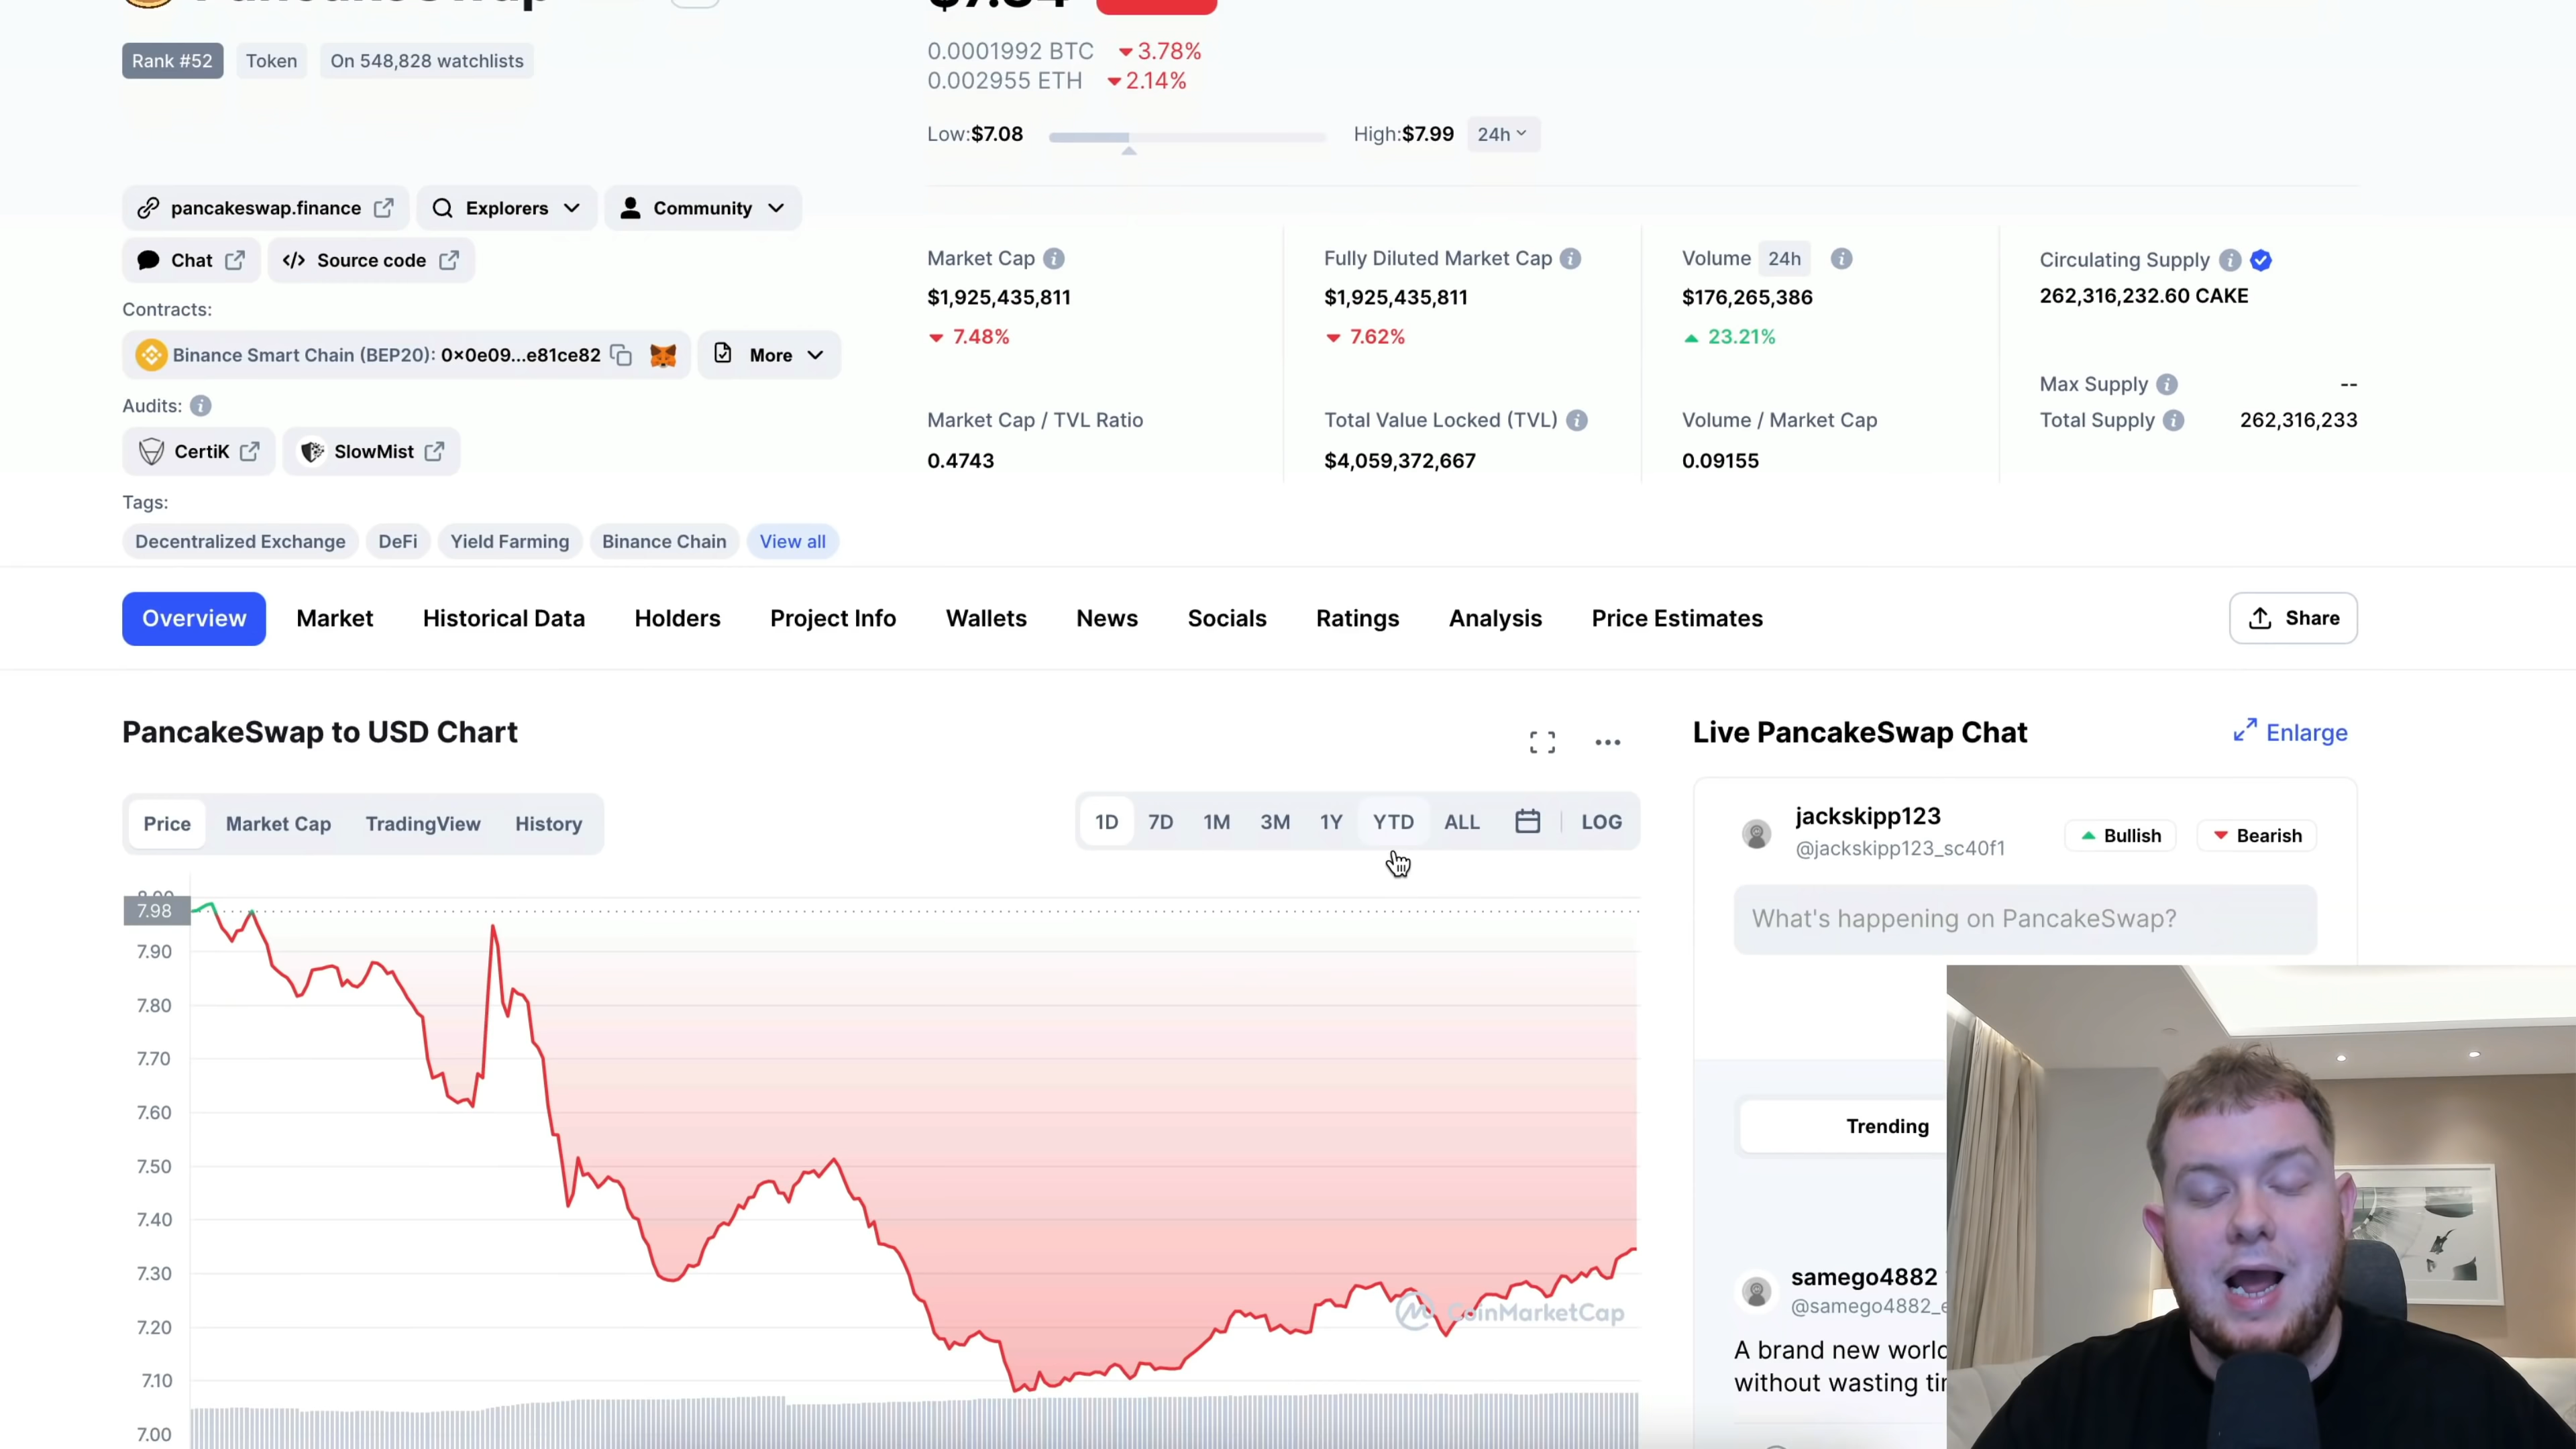 PancakeSwap
$7.34
Rank #52 Token On 548,828 watchlists
0.0001992 BTC 3.78%
0.002955 ETH 2.14%
Low:$7.08 High:$7.99 24h
pancakeswap.finance Explorers Community
Chat </> Source code
Contracts:
Binance Smart Chain (BEP20): 0x0e09...e81ce82 More
Audits:
CertiK SlowMist
Tags:
Decentralized Exchange DeFi Yield Farming Binance Chain View all
Market Cap
$1,925,435,811
7.48%
Market Cap / TVL Ratio
0.4743
Fully Diluted Market Cap
$1,925,435,811
7.62%
Total Value Locked (TVL)
$4,059,372,667
Volume 24h
$176,265,386
23.21%
Volume / Market Cap
0.09155
Circulating Supply
262,316,232.60 CAKE
Max Supply --
Total Supply 262,316,233
Overview Market Historical Data Holders Project Info Wallets News Socials Ratings Analysis Price Estimates Share
PancakeSwap to USD Chart
Price Market Cap TradingView History
1D 7D 1M 3M 1Y YTD ALL LOG
8.00
7.98
7.90
7.80
7.70
7.60
7.50
7.40
7.30
7.20
7.10
7.00
CoinMarketCap
Live PancakeSwap Chat Enlarge
jackskipp123
@jackskipp123_sc40f1
Bullish Bearish
What's happening on PancakeSwap?
Trending
samego4882
@samego4882_e
A brand new world
without wasting